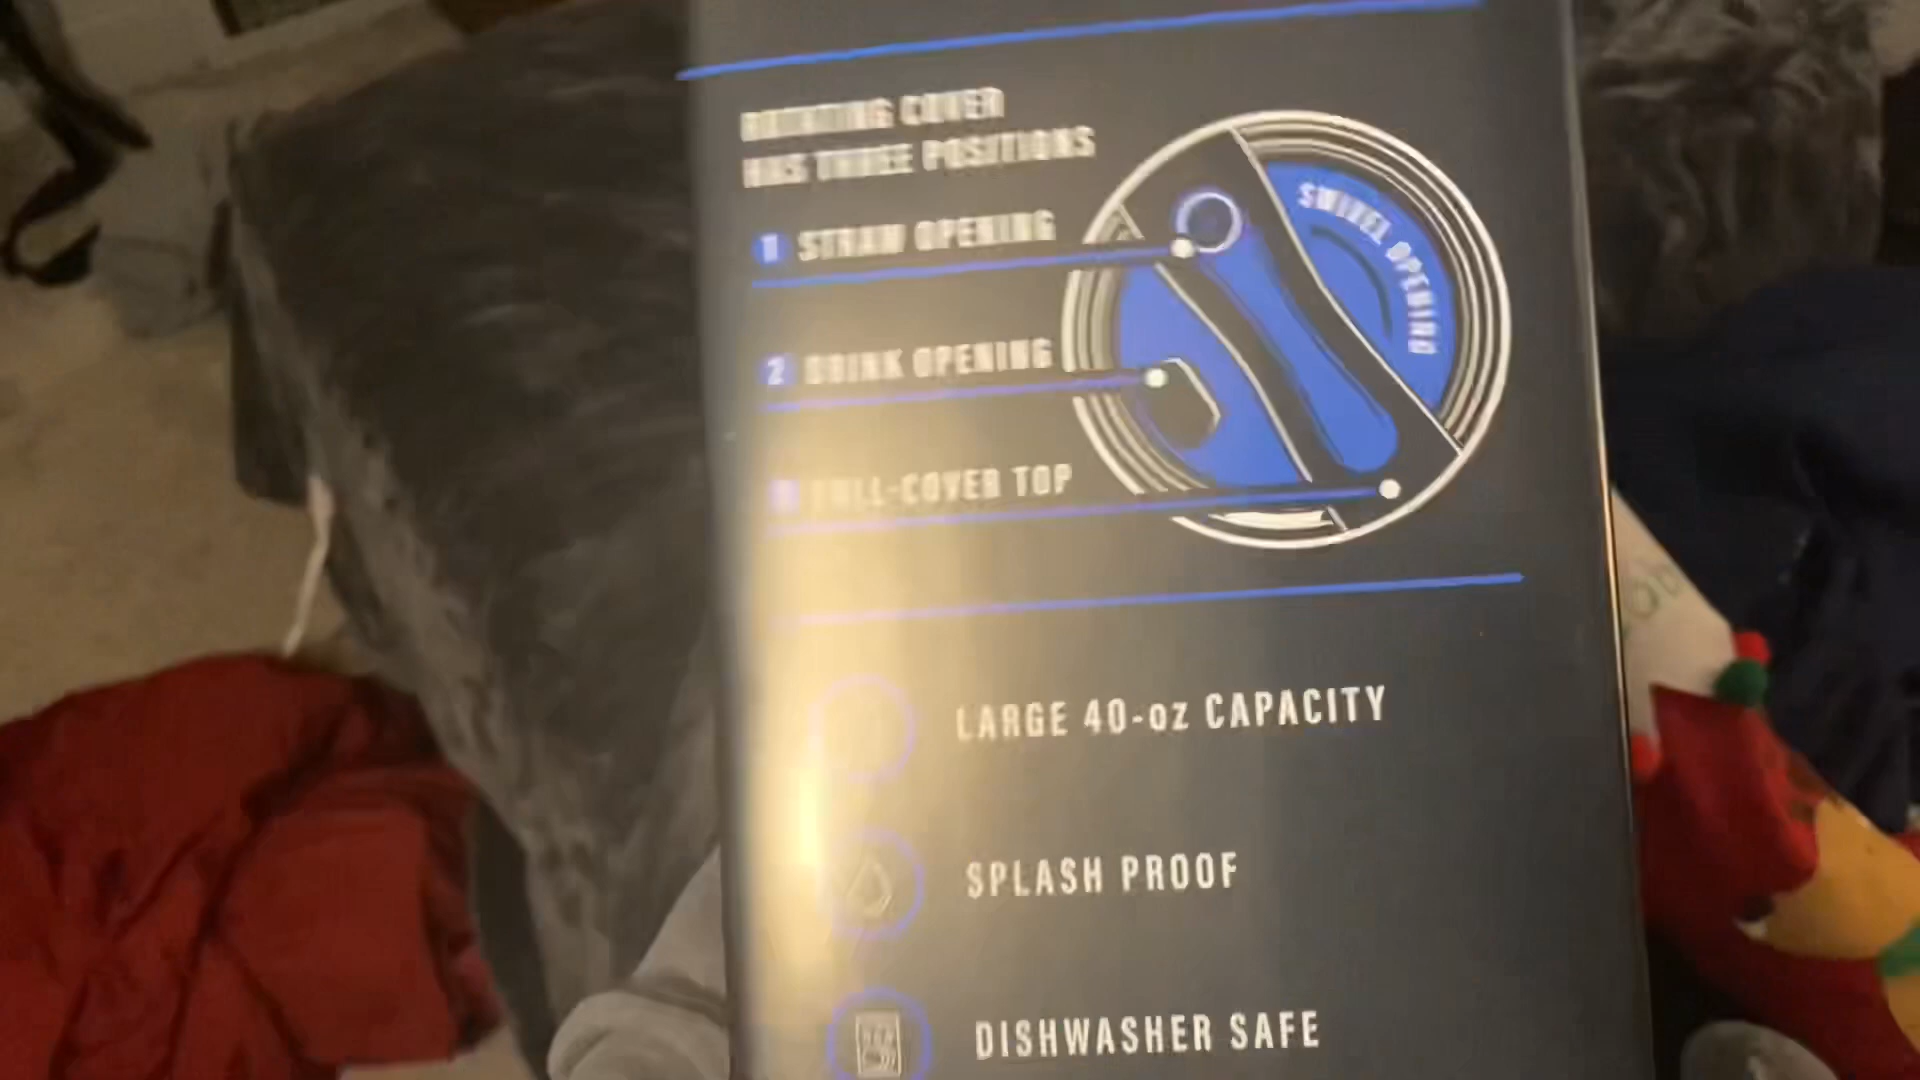 ROTATING COVER
HAS THREE POSITIONS
1 STRAW OPENING
2 DRINK OPENING
3 FULL-COVER TOP
SWIVEL OPENING
LARGE 40-oz CAPACITY
SPLASH PROOF
DISHWASHER SAFE